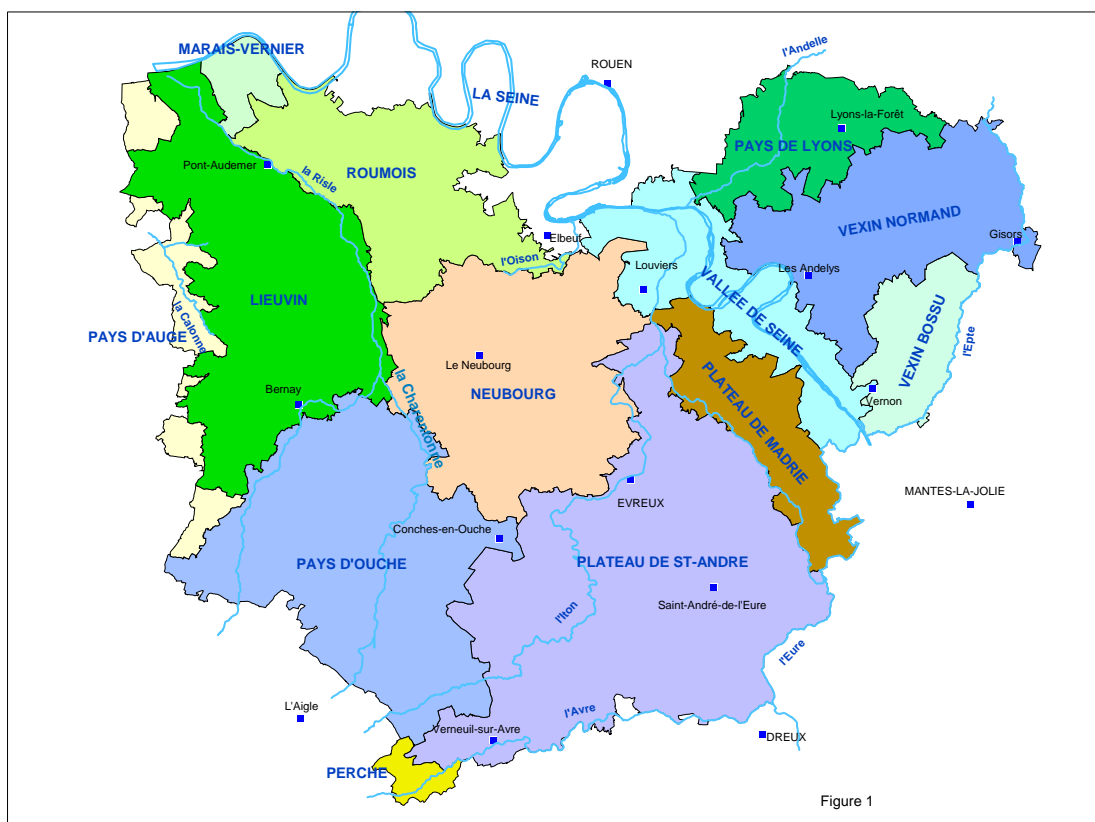 MARAIS-VERNIER
l'Andelle
ROUEN
LA SEINE
Lyons-la-Forêt
PAYS DE LYONS
Pont-Audemer
la Risle
ROUMOIS
VEXIN NORMAND
Elbeuf
Gisors
l'Oison
Louviers
Les Andelys
LIEUVIN
VALLÉE DE SEINE
PAYS D'AUGE
la Calonne
VEXIN BOSSU
l'Epte
Le Neubourg
NEUBOURG
Bernay
la Charentonne
PLATEAU DE MADRIE
Vernon
EVREUX
MANTES-LA-JOLIE
Conches-en-Ouche
PAYS D'OUCHE
PLATEAU DE ST-ANDRE
Saint-André-de-l'Eure
l'Iton
l'Eure
L'Aigle
l'Avre
Verneuil-sur-Avre
DREUX
PERCHE
Figure 1